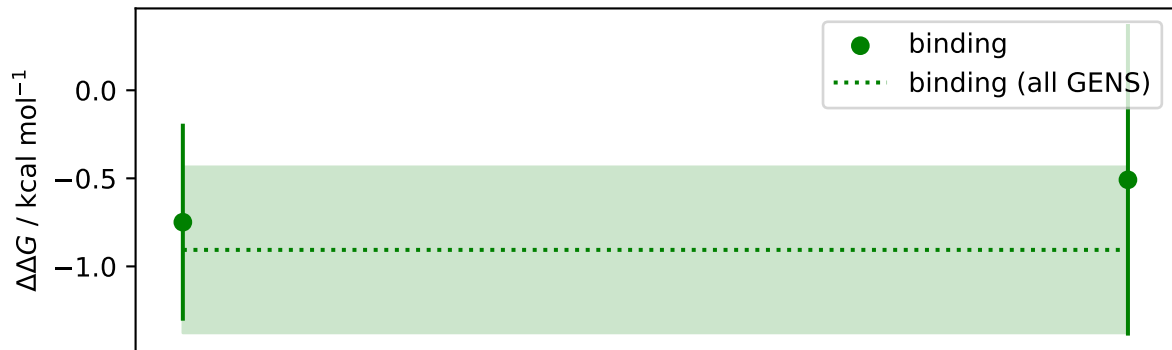 binding
binding (all GENS)
ΔΔG / kcal mol⁻¹
0.0
−0.5
−1.0